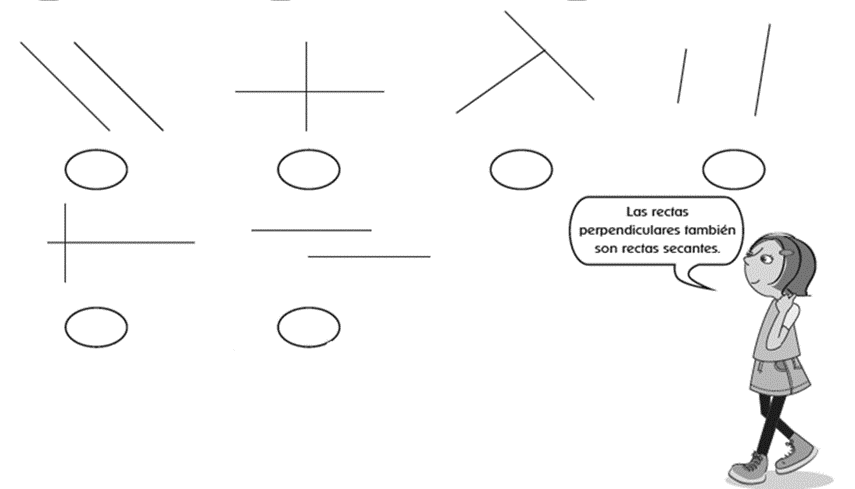 Las rectas
perpendiculares también
son rectas secantes.